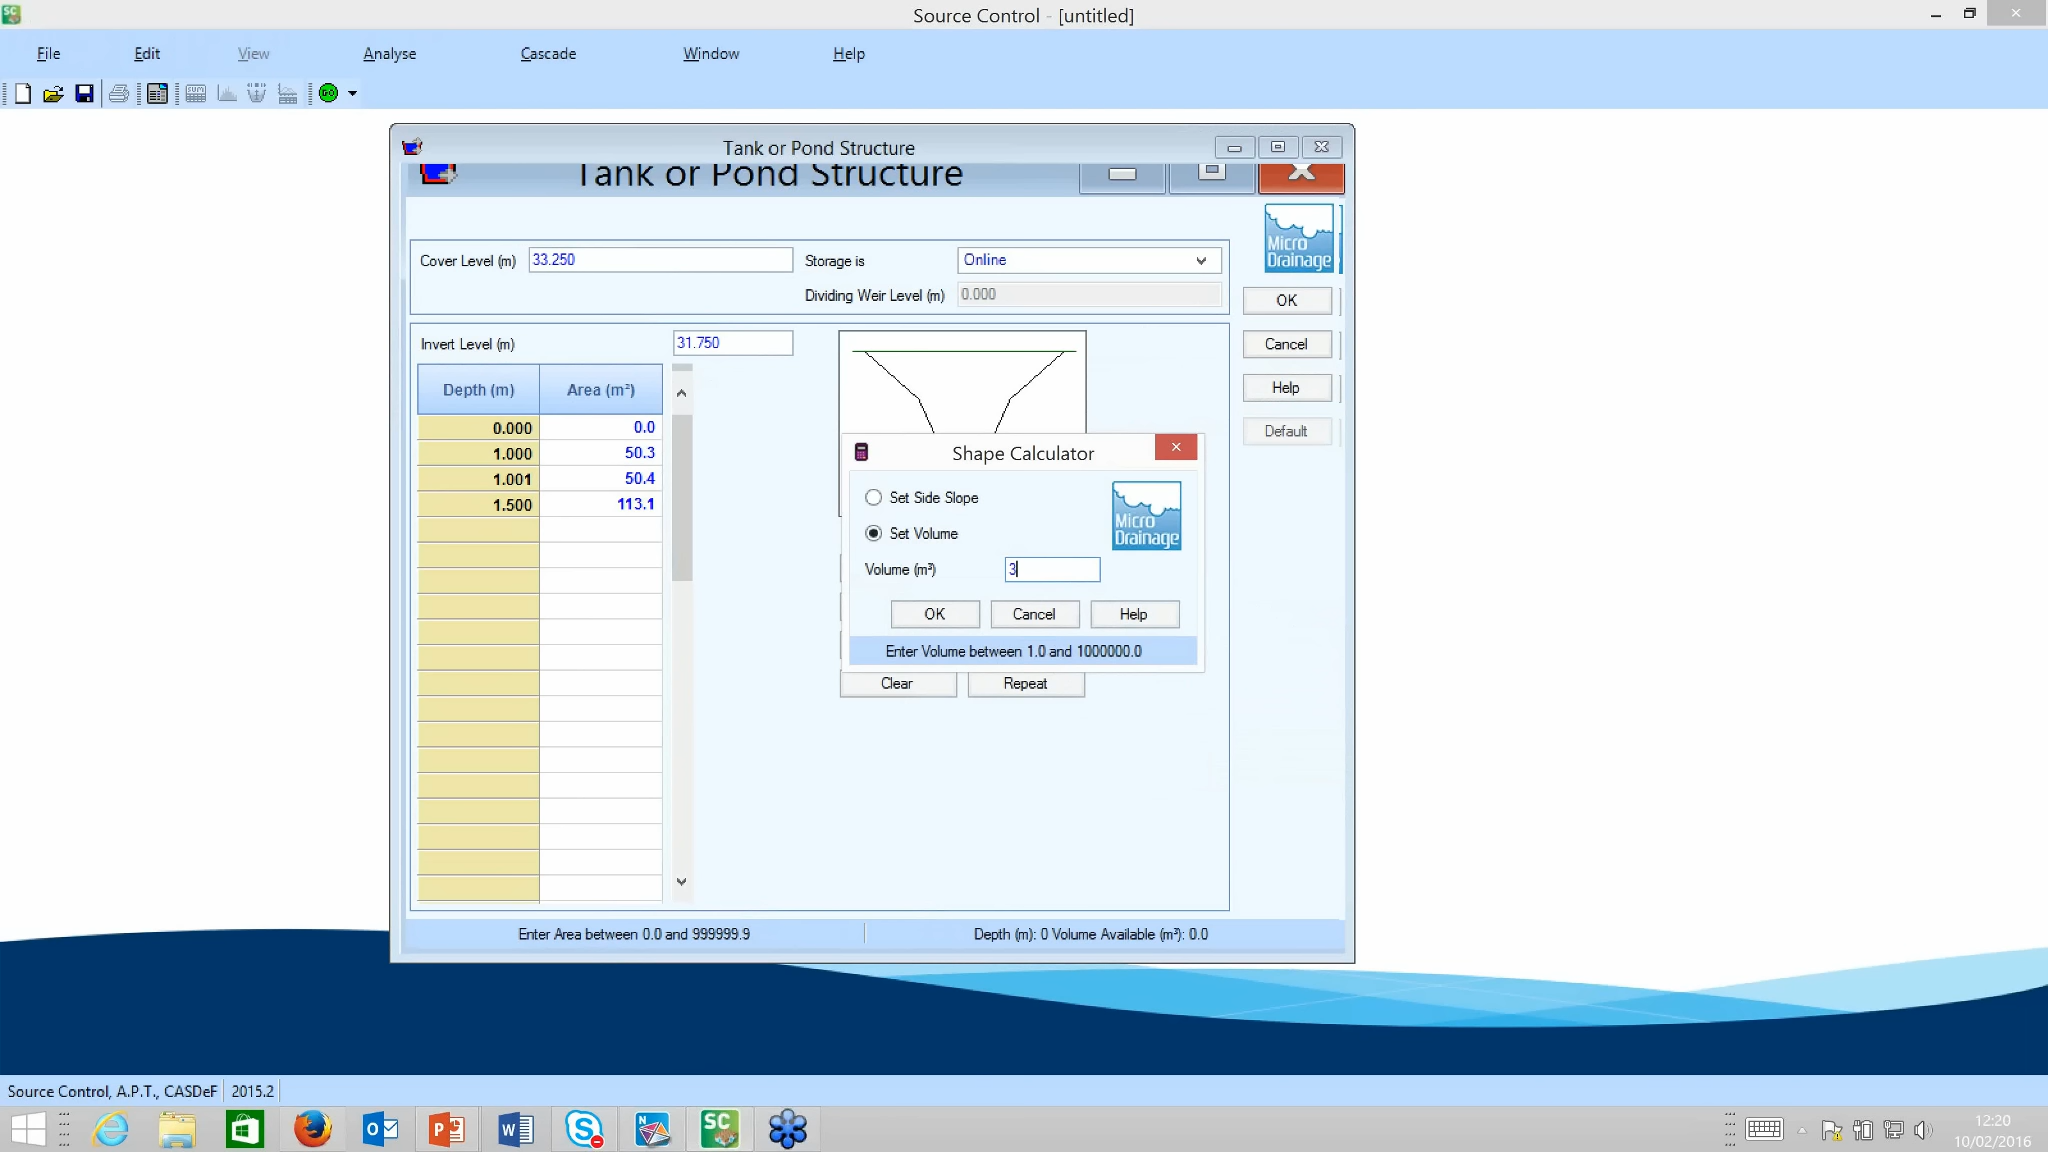 Source Control - [untitled]
File Edit View Analyse Cascade Window Help
Tank or Pond Structure
Tank or Pond Structure
Micro Drainage
Cover Level (m) 33.250 Storage is Online
Dividing Weir Level (m) 0.000
OK
Cancel
Help
Default
Invert Level (m) 31.750
Depth (m) Area (m²)
0.000 0.0
1.000 50.3
1.001 50.4
1.500 113.1
Shape Calculator
Set Side Slope
Set Volume
Micro Drainage
Volume (m³) 3
OK Cancel Help
Enter Volume between 1.0 and 1000000.0
Clear Repeat
Enter Area between 0.0 and 999999.9 Depth (m): 0 Volume Available (m³): 0.0
Source Control, A.P.T., CASDeF 2015.2
12:20
10/02/2016